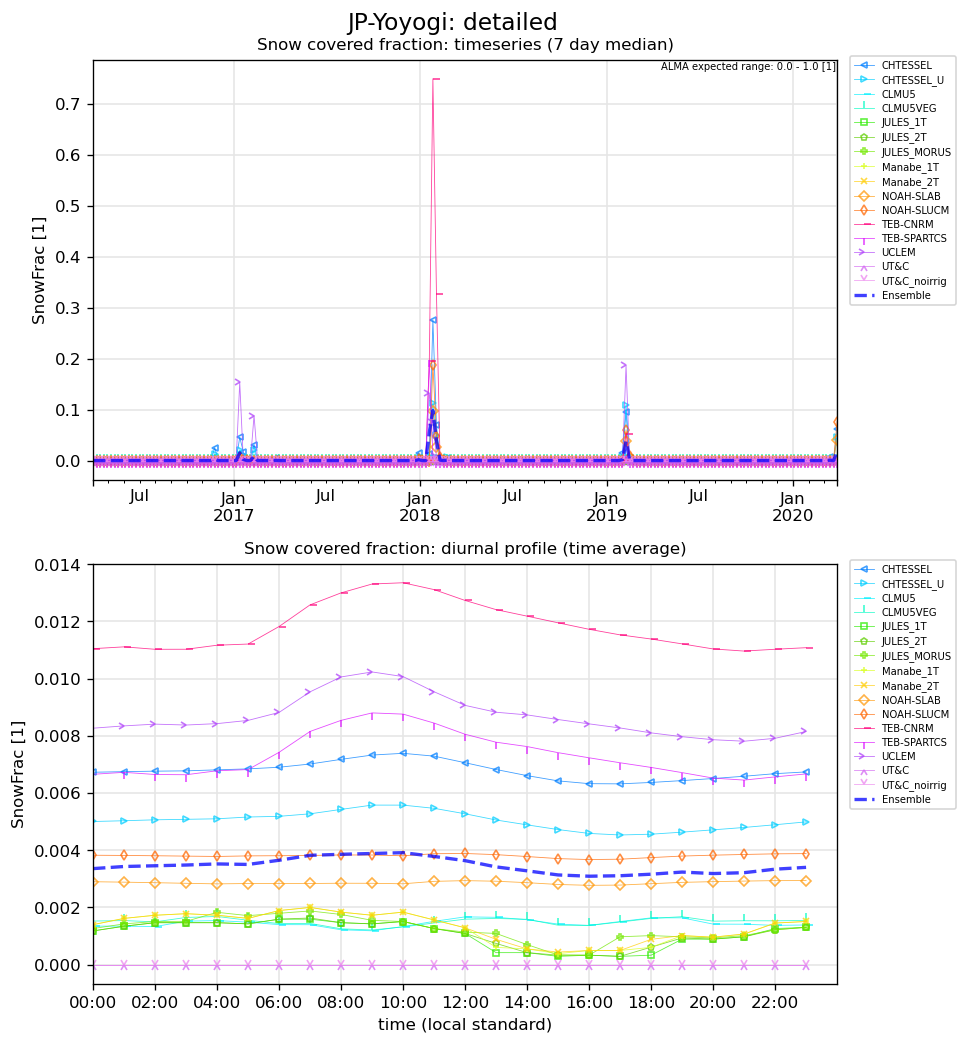 JP-Yoyogi: detailed
Snow covered fraction: timeseries (7 day median)
ALMA expected range: 0.0 - 1.0 [1]
SnowFrac [1]
0.7
0.6
0.5
0.4
0.3
0.2
0.1
0.0
Jul
Jan
2017
Jul
Jan
2018
Jul
Jan
2019
Jul
Jan
2020
CHTESSEL
CHTESSEL_U
CLMU5
CLMU5VEG
JULES_1T
JULES_2T
JULES_MORUS
Manabe_1T
Manabe_2T
NOAH-SLAB
NOAH-SLUCM
TEB-CNRM
TEB-SPARTCS
UCLEM
UT&C
UT&C_noirrig
Ensemble
Snow covered fraction: diurnal profile (time average)
SnowFrac [1]
0.014
0.012
0.010
0.008
0.006
0.004
0.002
0.000
00:00 02:00 04:00 06:00 08:00 10:00 12:00 14:00 16:00 18:00 20:00 22:00
time (local standard)
CHTESSEL
CHTESSEL_U
CLMU5
CLMU5VEG
JULES_1T
JULES_2T
JULES_MORUS
Manabe_1T
Manabe_2T
NOAH-SLAB
NOAH-SLUCM
TEB-CNRM
TEB-SPARTCS
UCLEM
UT&C
UT&C_noirrig
Ensemble